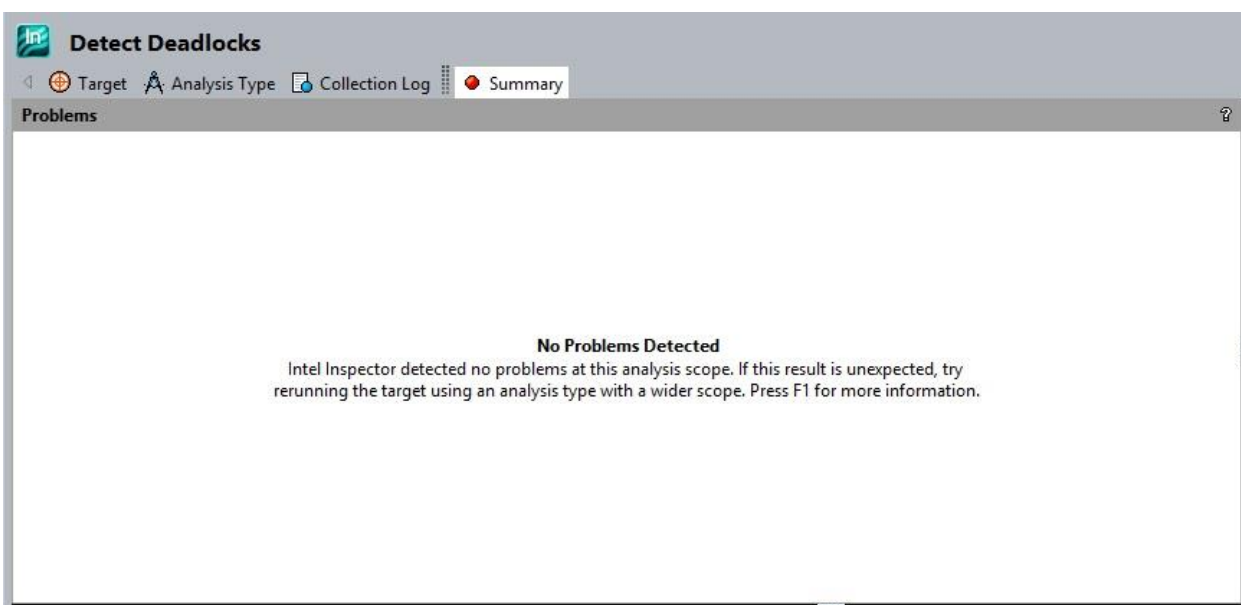 In
Detect Deadlocks
Target Analysis Type Collection Log Summary
Problems ?
No Problems Detected
Intel Inspector detected no problems at this analysis scope. If this result is unexpected, try
rerunning the target using an analysis type with a wider scope. Press F1 for more information.